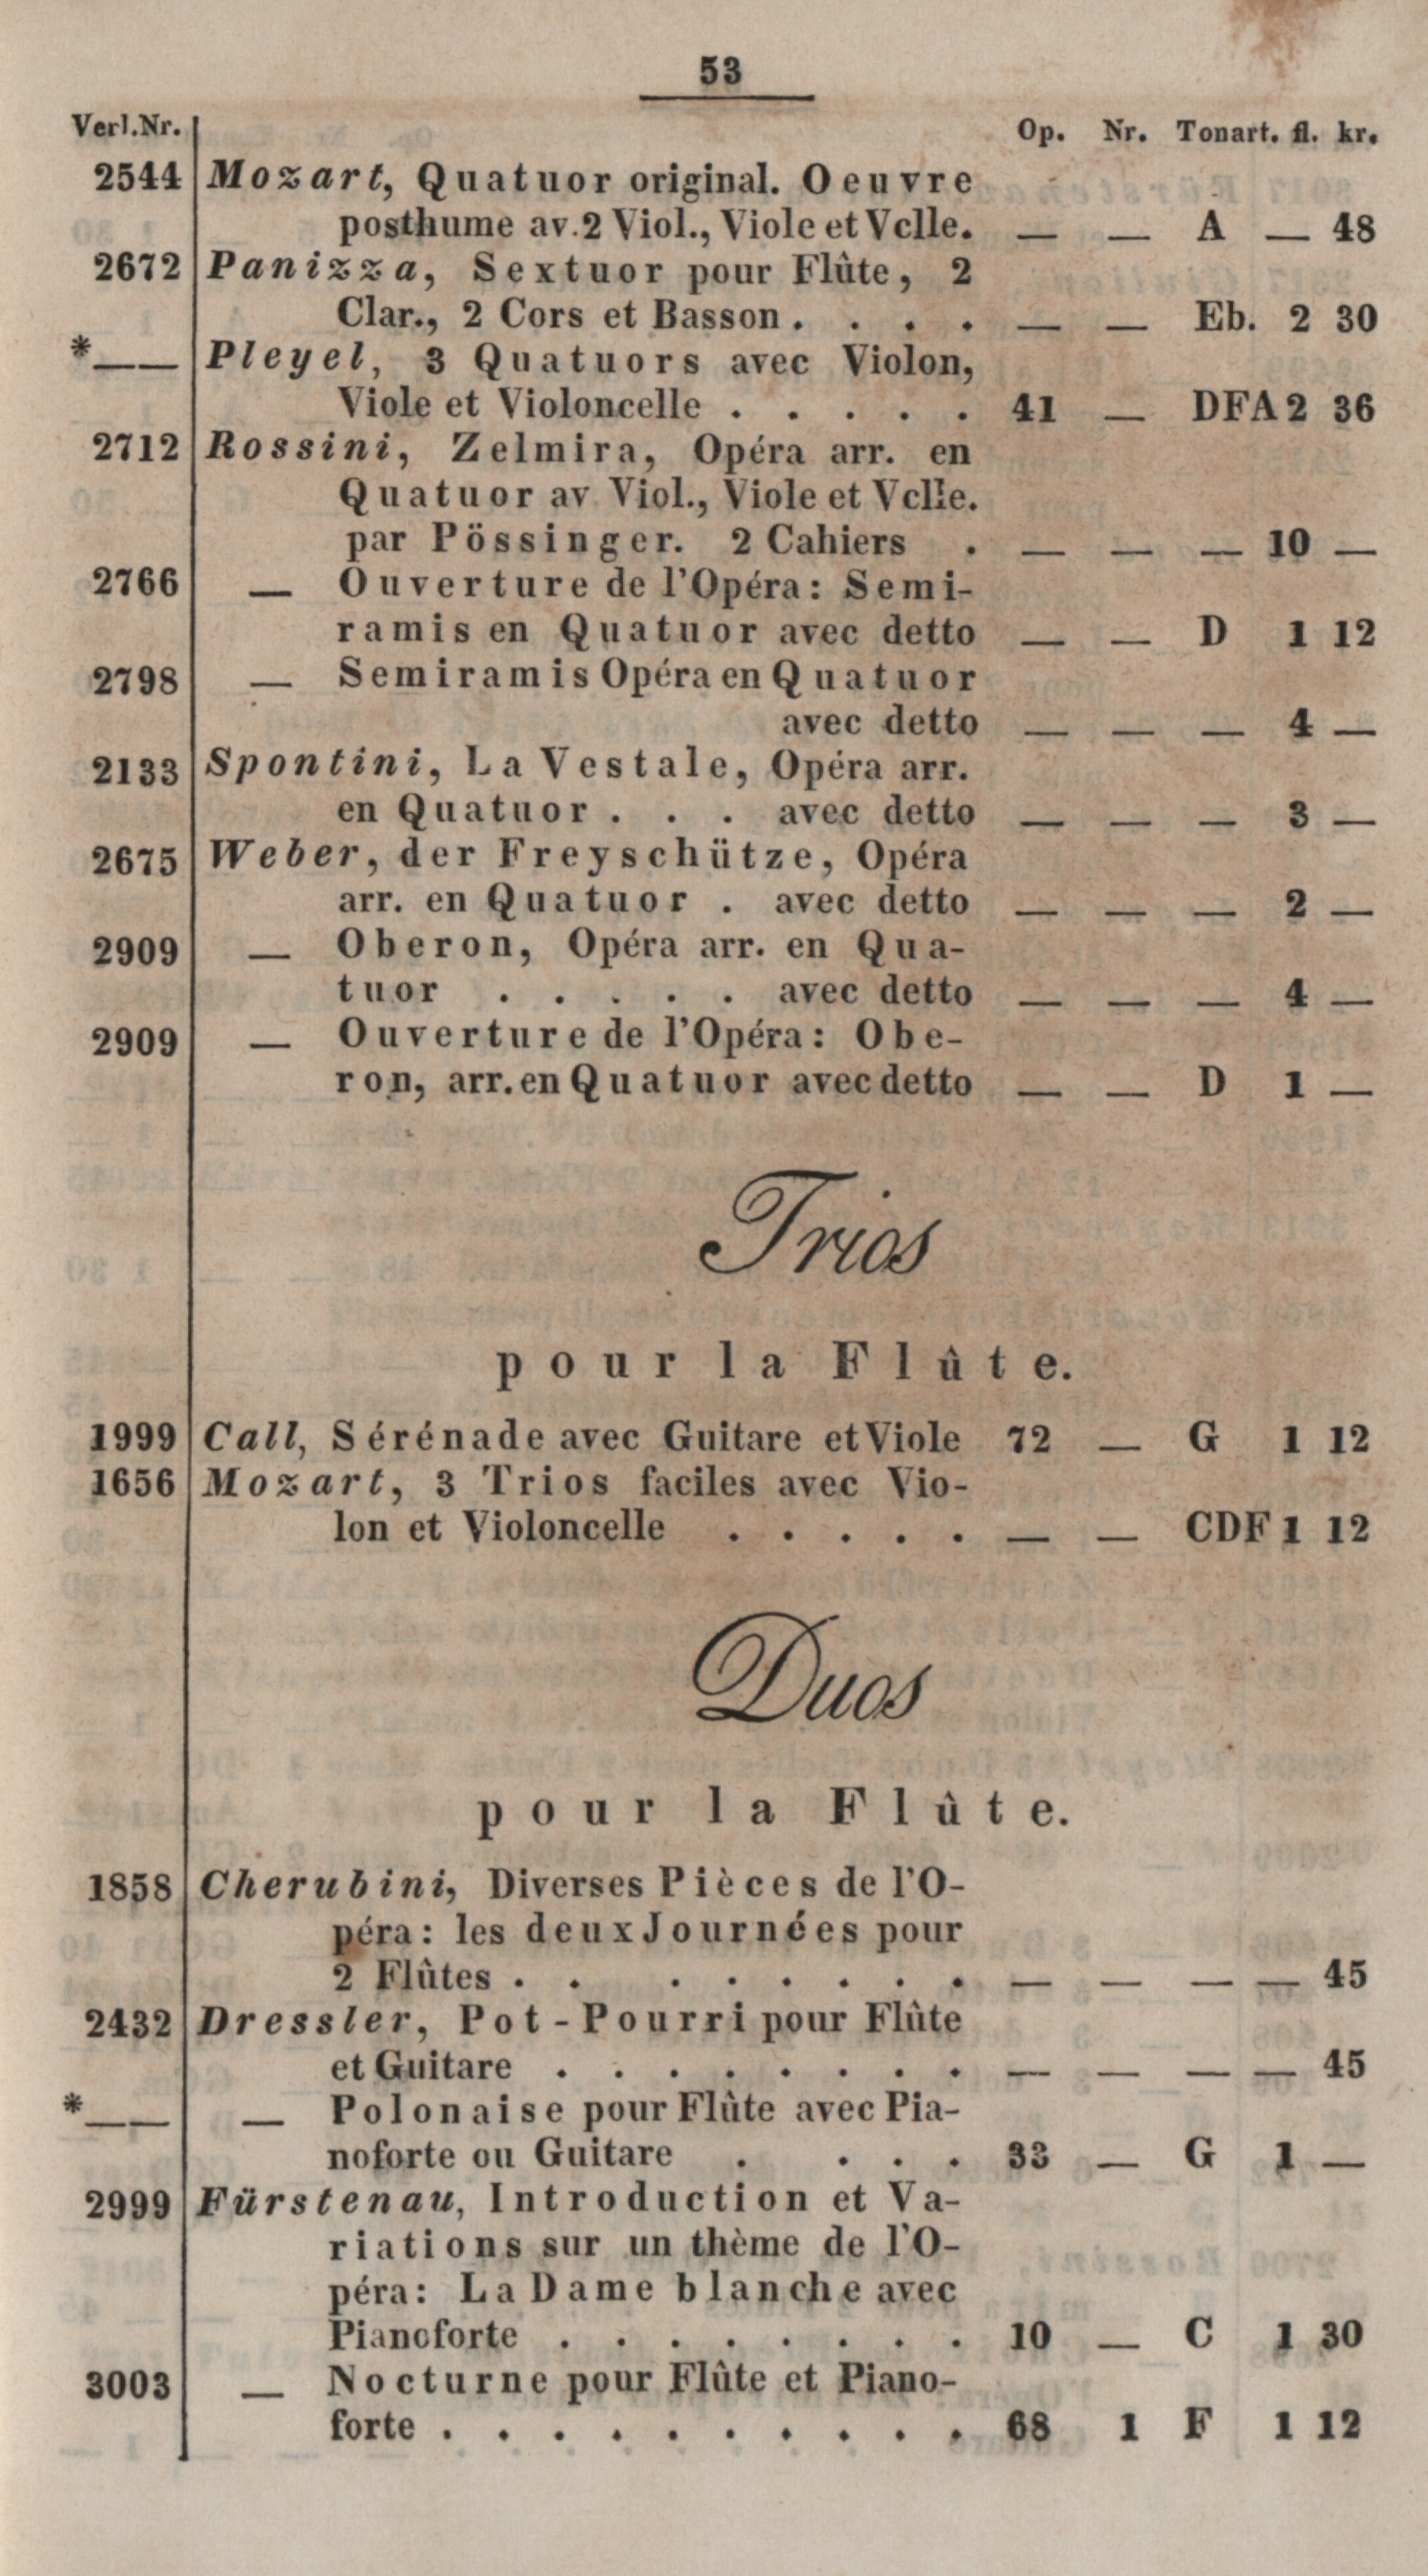 53
Verl.Nr. Op. Nr. Tonart. fl. kr.
2544 Mozart, Quatuor original. Oeuvre
posthume av. 2 Viol., Viole et Vclle. — — A — 48
2672 Panizza, Sextuor pour Flûte, 2
Clar., 2 Cors et Basson . . . . — — Eb. 2 30
*—— Pleyel, 3 Quatuors avec Violon,
Viole et Violoncelle . . . . . 41 — DFA 2 36
2712 Rossini, Zelmira, Opéra arr. en
Quatuor av Viol., Viole et Vclle.
par Pössinger. 2 Cahiers . — — — 10 —
2766 — Ouverture de l'Opéra: Semi-
ramis en Quatuor avec detto — — D 1 12
2798 — Semiramis Opéra en Quatuor
avec detto — — — 4 —
2133 Spontini, La Vestale, Opéra arr.
en Quatuor . . . avec detto — — — 3 —
2675 Weber, der Freyschütze, Opéra
arr. en Quatuor . avec detto — — — 2 —
2909 — Oberon, Opéra arr. en Qua-
tuor . . . . . avec detto — — — 4 —
2909 — Ouverture de l'Opéra: Obe-
ron, arr. en Quatuor avec detto — — D 1 —
Trios
pour la Flûte.
1999 Call, Sérénade avec Guitare et Viole 72 — G 1 12
1656 Mozart, 3 Trios faciles avec Vio-
lon et Violoncelle . . . . . — — CDF 1 12
Duos
pour la Flûte.
1858 Cherubini, Diverses Pièces de l'O-
péra: les deux Journées pour
2 Flûtes . . . . . . . . — — — — 45
2432 Dressler, Pot-Pourri pour Flûte
et Guitare . . . . . . . . — — — — 45
*—— — Polonaise pour Flûte avec Pia-
noforte ou Guitare . . . . 33 — G 1 —
2999 Fürstenau, Introduction et Va-
riations sur un thème de l'O-
péra: La Dame blanche avec
Pianoforte . . . . . . . . 10 — C 1 30
3003 — Nocturne pour Flûte et Piano-
forte . . . . . . . . . . 68 1 F 1 12